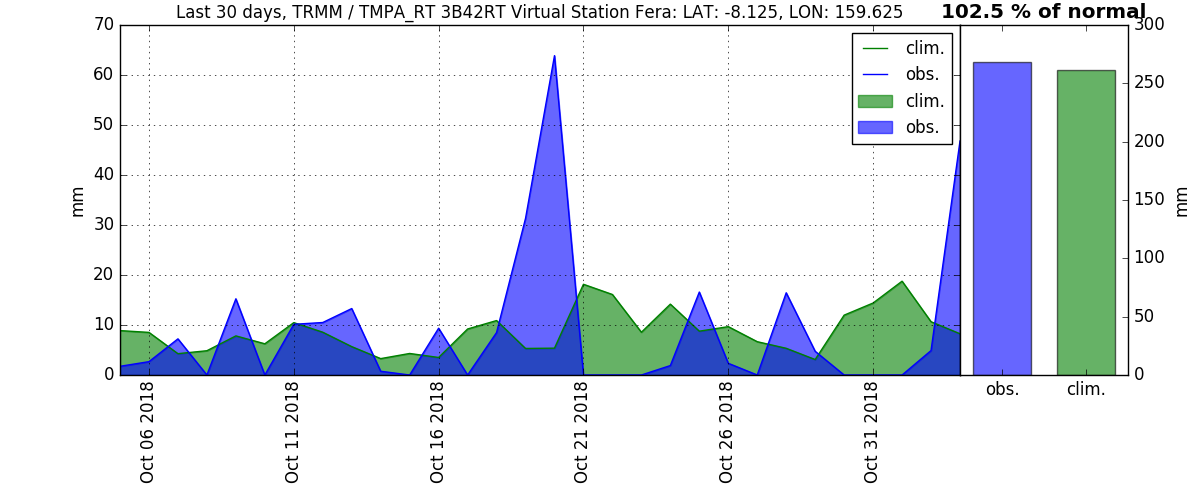 Last 30 days, TRMM / TMPA_RT 3B42RT Virtual Station Fera: LAT: -8.125, LON: 159.625
102.5 % of normal
70
60
50
40
30
20
10
0
mm
clim.
obs.
clim.
obs.
300
250
200
150
100
50
0
mm
Oct 06 2018
Oct 11 2018
Oct 16 2018
Oct 21 2018
Oct 26 2018
Oct 31 2018
obs.
clim.